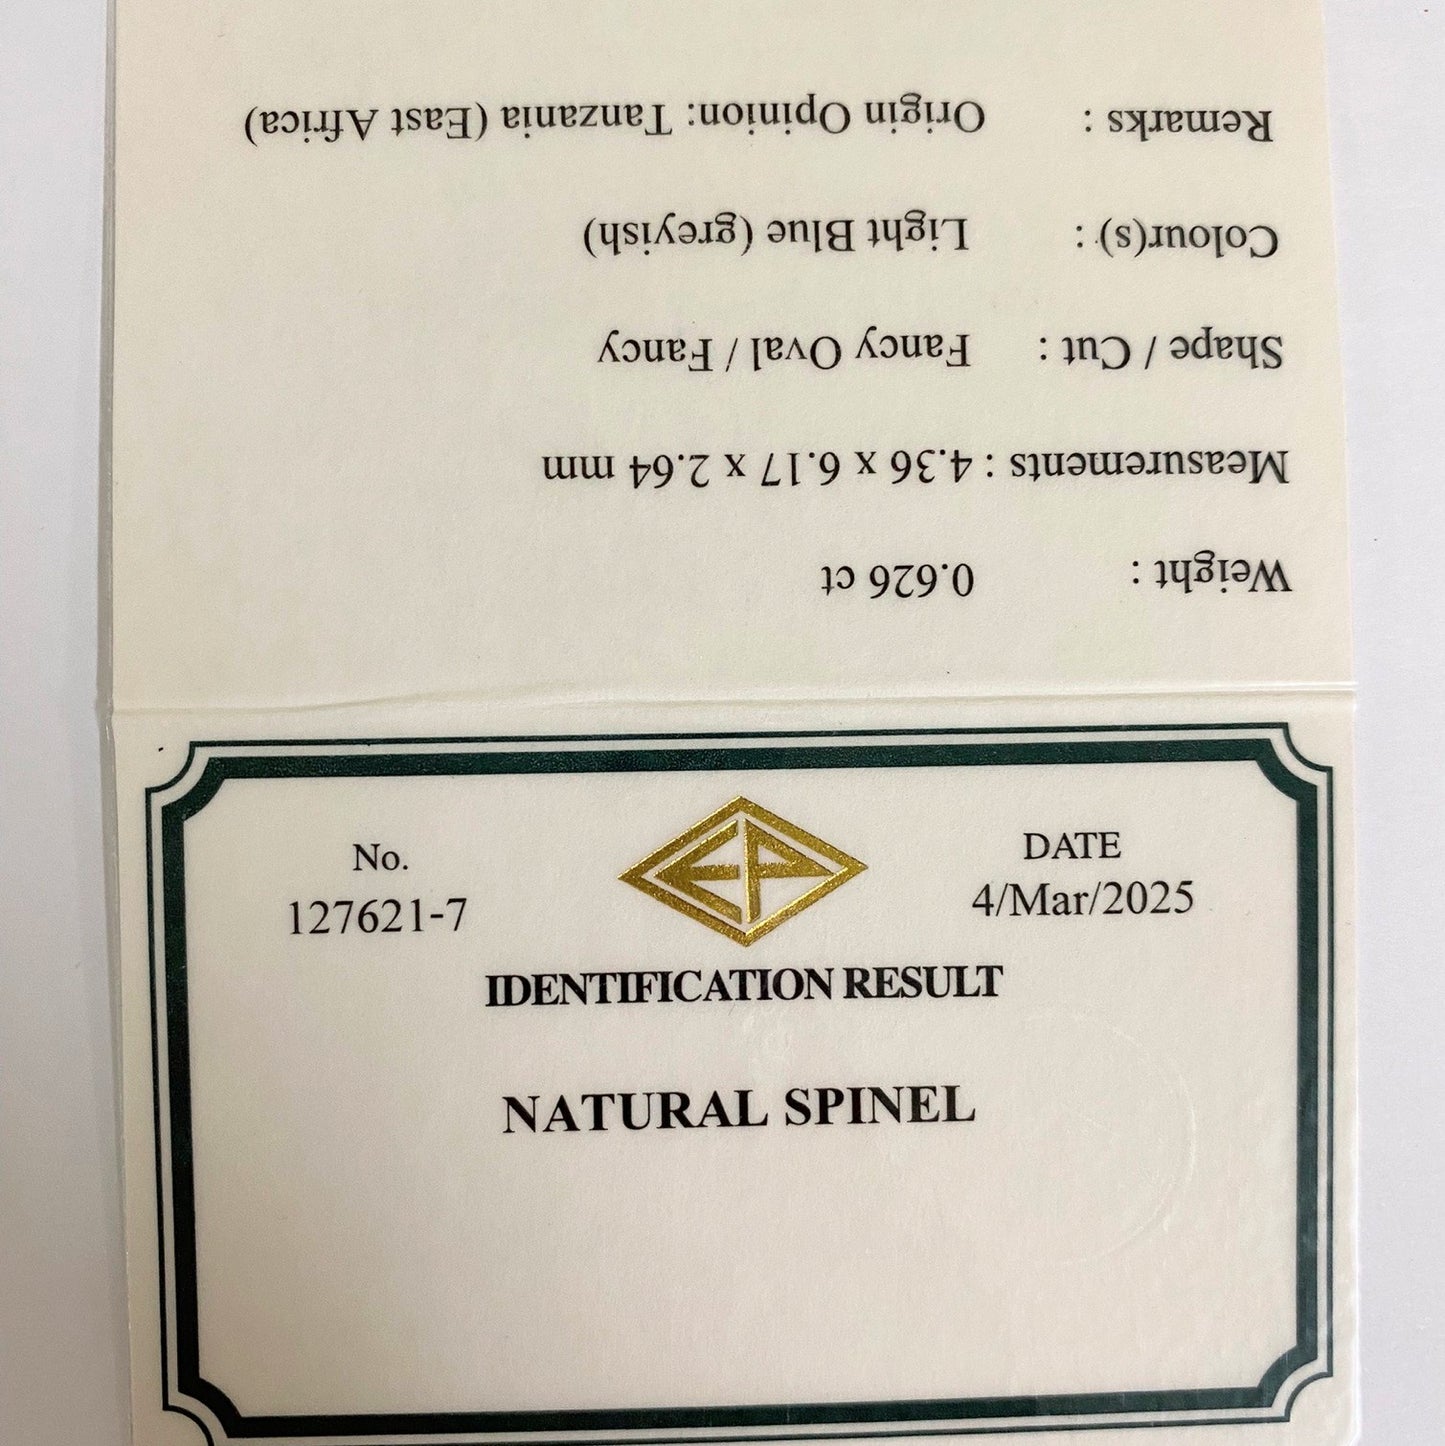 Weight : 0.626 ct
Measurements : 4.36 x 6.17 x 2.64 mm
Shape / Cut : Fancy Oval / Fancy
Colour(s) : Light Blue (greyish)
Remarks : Origin Opinion: Tanzania (East Africa)
No.
127621-7
EP
DATE
4/Mar/2025
IDENTIFICATION RESULT
NATURAL SPINEL